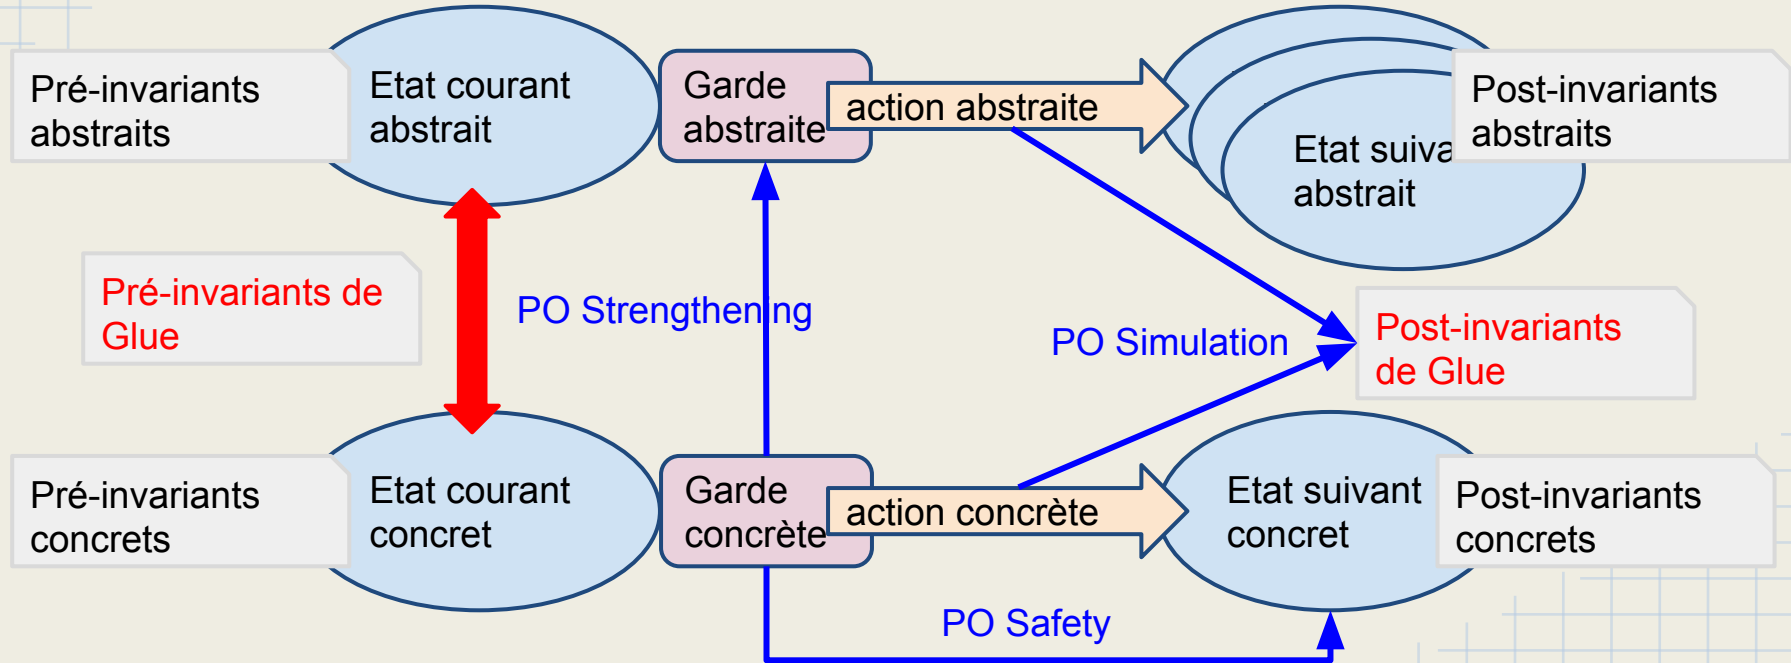 Pré-invariants
abstraits
Etat courant
abstrait
Garde
abstraite
action abstraite
Etat suiva
abstrait
Post-invariants
abstraits
Pré-invariants de
Glue
PO Strengthening
PO Simulation
Post-invariants
de Glue
Pré-invariants
concrets
Etat courant
concret
Garde
concrète
action concrète
Etat suivant
concret
Post-invariants
concrets
PO Safety